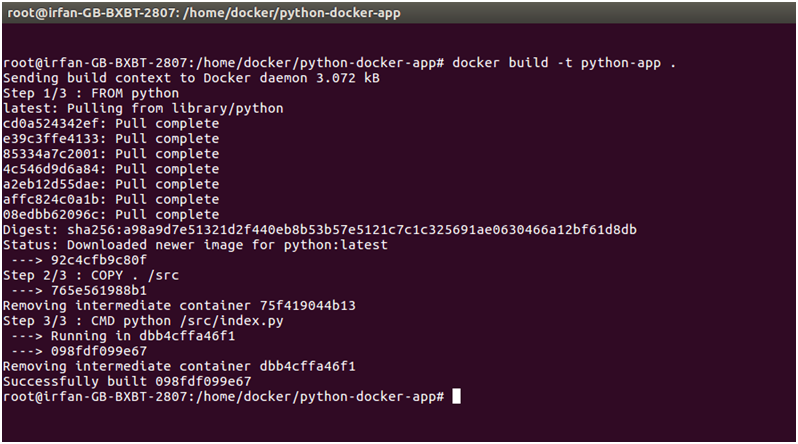 root@irfan-GB-BXBT-2807: /home/docker/python-docker-app
root@irfan-GB-BXBT-2807:/home/docker/python-docker-app# docker build -t python-app .
Sending build context to Docker daemon 3.072 kB
Step 1/3 : FROM python
latest: Pulling from library/python
cd0a524342ef: Pull complete
e39c3ffe4133: Pull complete
85334a7c2001: Pull complete
4c546d9d6a84: Pull complete
a2eb12d55dae: Pull complete
affc824c0a1b: Pull complete
08edbb62096c: Pull complete
Digest: sha256:a98a9d7e51321d2f440eb8b53b57e5121c7c1c325691ae0630466a12bf61d8db
Status: Downloaded newer image for python:latest
 ---> 92c4cfb9c80f
Step 2/3 : COPY . /src
 ---> 765e561988b1
Removing intermediate container 75f419044b13
Step 3/3 : CMD python /src/index.py
 ---> Running in dbb4cffa46f1
 ---> 098fdf099e67
Removing intermediate container dbb4cffa46f1
Successfully built 098fdf099e67
root@irfan-GB-BXBT-2807:/home/docker/python-docker-app#